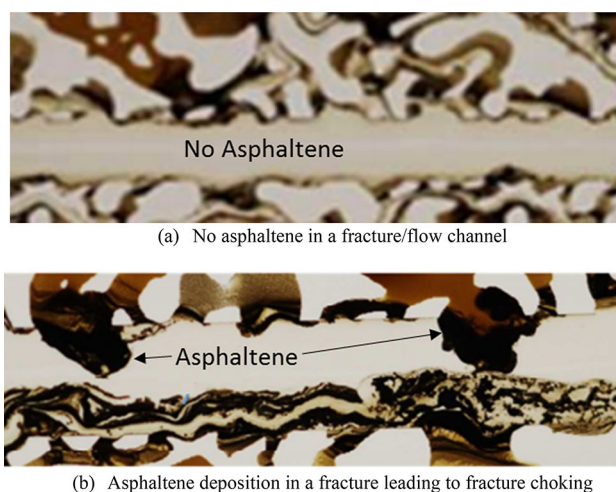 No Asphaltene
(a) No asphaltene in a fracture/flow channel
Asphaltene
(b) Asphaltene deposition in a fracture leading to fracture choking